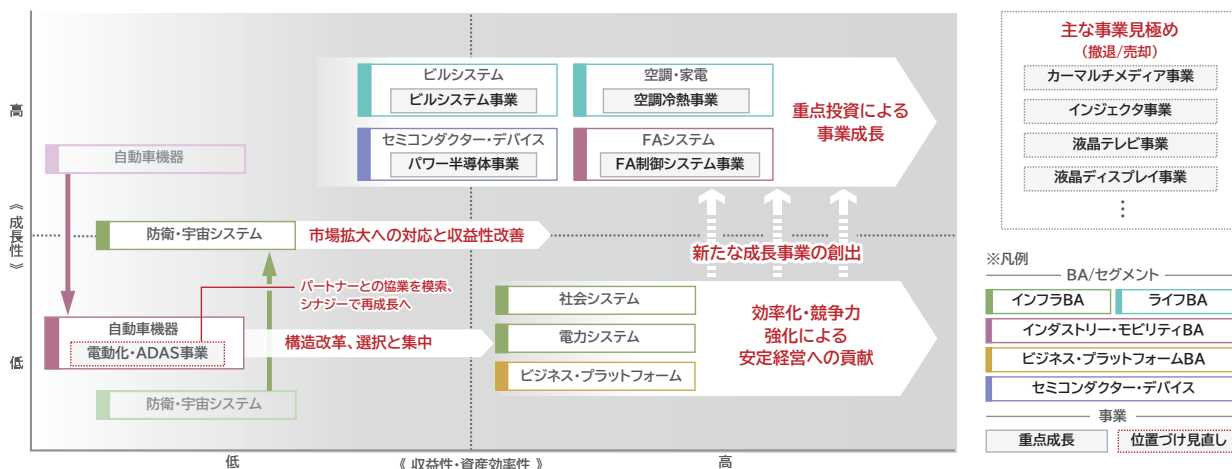 高
《成長性》
低
自動車機器
ビルシステム
ビルシステム事業
空調・家電
空調冷熱事業
セミコンダクター・デバイス
パワー半導体事業
FAシステム
FA制御システム事業
重点投資による
事業成長
防衛・宇宙システム
市場拡大への対応と収益性改善
新たな成長事業の創出
パートナーとの協業を模索、
シナジーで再成長へ
自動車機器
電動化・ADAS事業
構造改革、選択と集中
防衛・宇宙システム
社会システム
電力システム
ビジネス・プラットフォーム
効率化・競争力
強化による
安定経営への貢献
低
《 収益性・資産効率性 》
高
主な事業見極め
(撤退/売却)
カーマルチメディア事業
インジェクタ事業
液晶テレビ事業
液晶ディスプレイ事業
⋮
※凡例
BA/セグメント
インフラBA
ライフBA
インダストリー・モビリティBA
ビジネス・プラットフォームBA
セミコンダクター・デバイス
事業
重点成長
位置づけ見直し